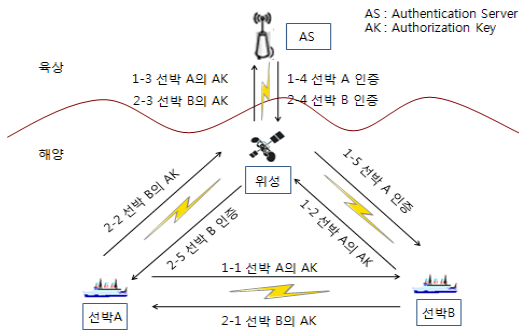 AS : Authentication Server
AK : Authorization Key
AS
육상
1-3 선박 A의 AK
1-4 선박 A 인증
2-3 선박 B의 AK
2-4 선박 B 인증
해양
위성
2-2 선박 B의 AK
2-5 선박 B 인증
1-2 선박 A의 AK
1-5 선박 A 인증
1-1 선박 A의 AK
선박A
선박B
2-1 선박 B의 AK